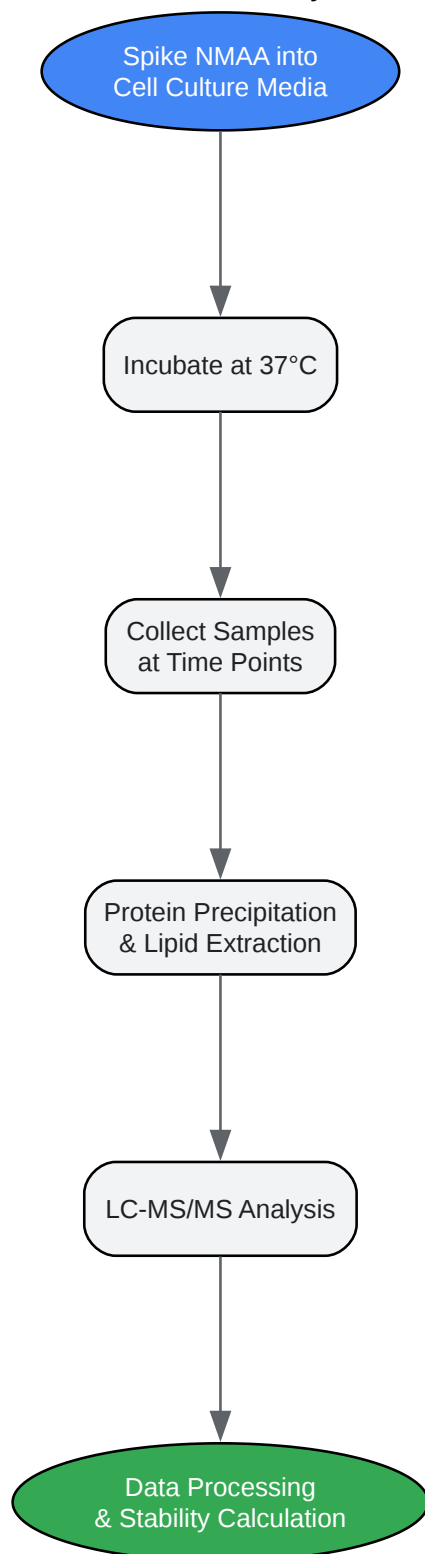 Spike NMAA into
Cell Culture Media
Incubate at 37°C
Collect Samples
at Time Points
Protein Precipitation
& Lipid Extraction
LC-MS/MS Analysis
Data Processing
& Stability Calculation